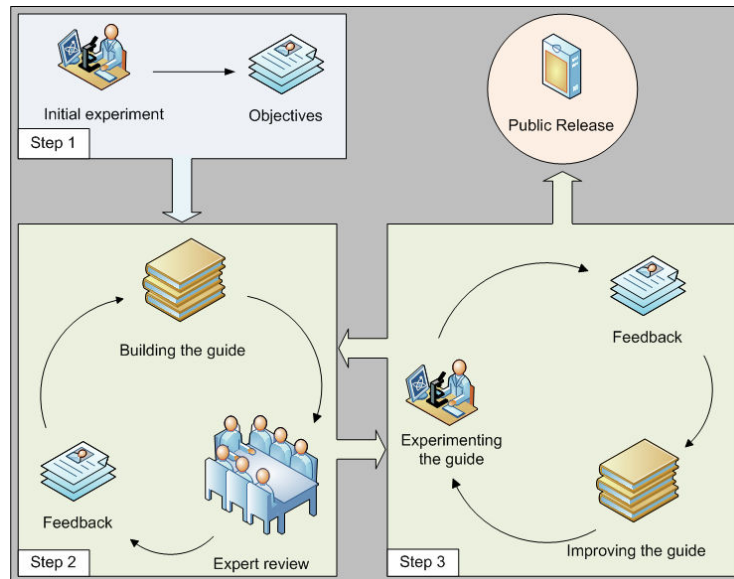 Initial experiment
Objectives
Step 1
Public Release
Building the guide
Feedback
Expert review
Step 2
Feedback
Experimenting
the guide
Improving the guide
Step 3